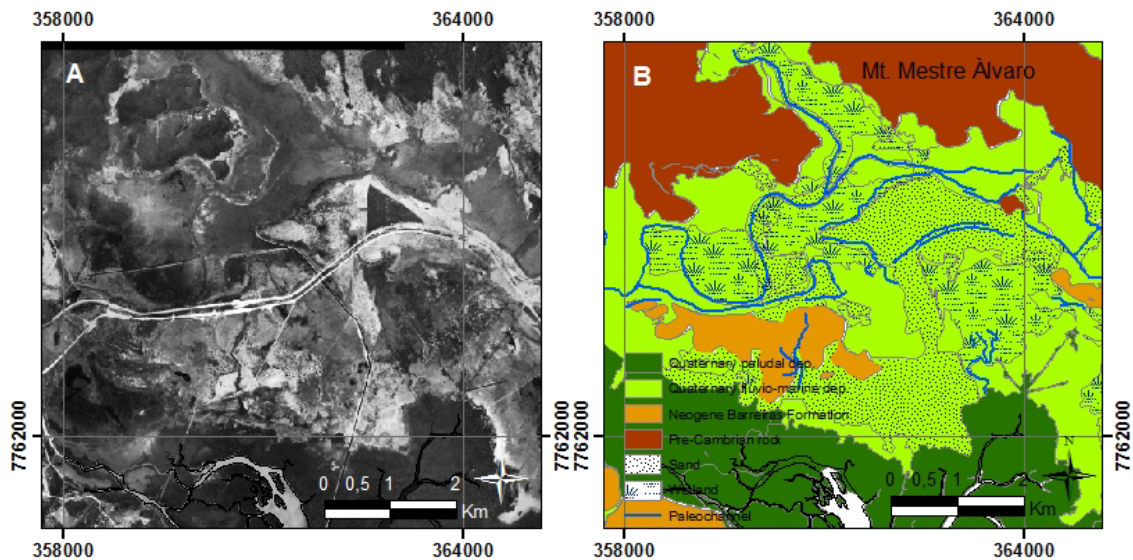 358000
364000
358000
364000
A
B
Mt. Mestre Àlvaro
7762000
7762000
7762000
Quaternary paludal dep.
Quaternary fluvio-marine dep.
Neogene Barreiras Formation
Pre-Cambrian rock
Sand
Wetland
Paleochannel
N
0 0,5 1 2
Km
0 0,5 1 2
Km
358000
364000
358000
364000